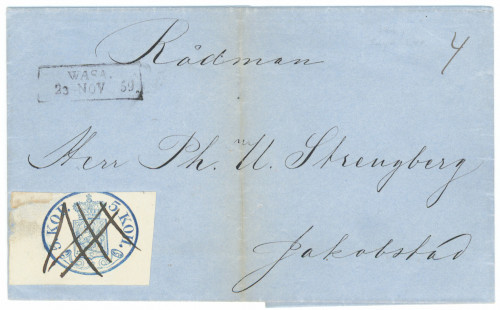 Rådman
4
WASA.
23 NOV 59.
Herr Ph. U. Strengberg
5 KOP. 5 KOP.
Jakobstad